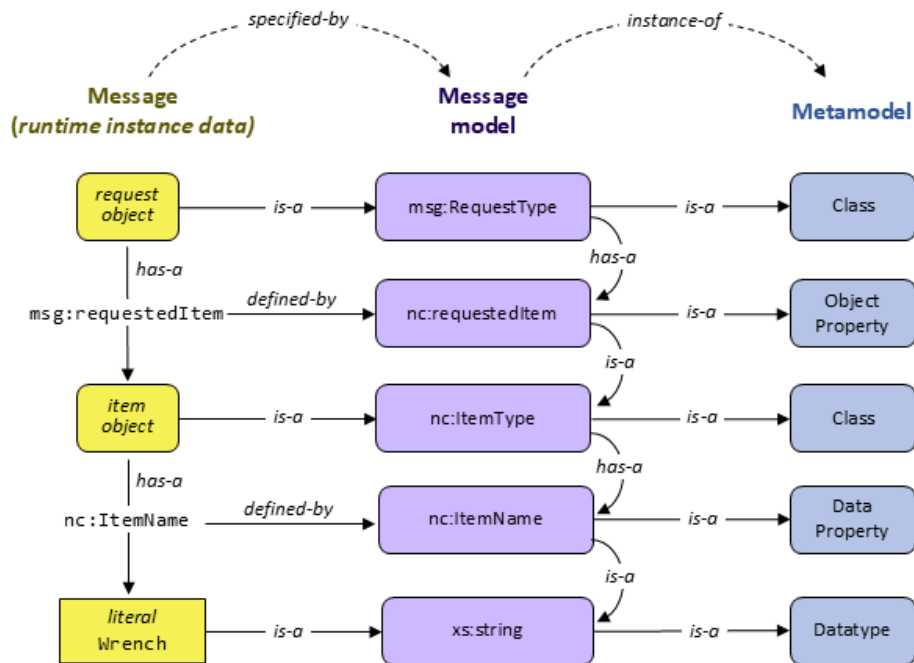 specified-by
instance-of
Message
(runtime instance data)
Message
model
Metamodel
request
object
is-a
msg:RequestType
is-a
Class
has-a
has-a
msg:requestedItem
defined-by
nc:requestedItem
is-a
Object
Property
is-a
item
object
is-a
nc:ItemType
is-a
Class
has-a
has-a
nc:ItemName
defined-by
nc:ItemName
is-a
Data
Property
is-a
literal
Wrench
is-a
xs:string
is-a
Datatype